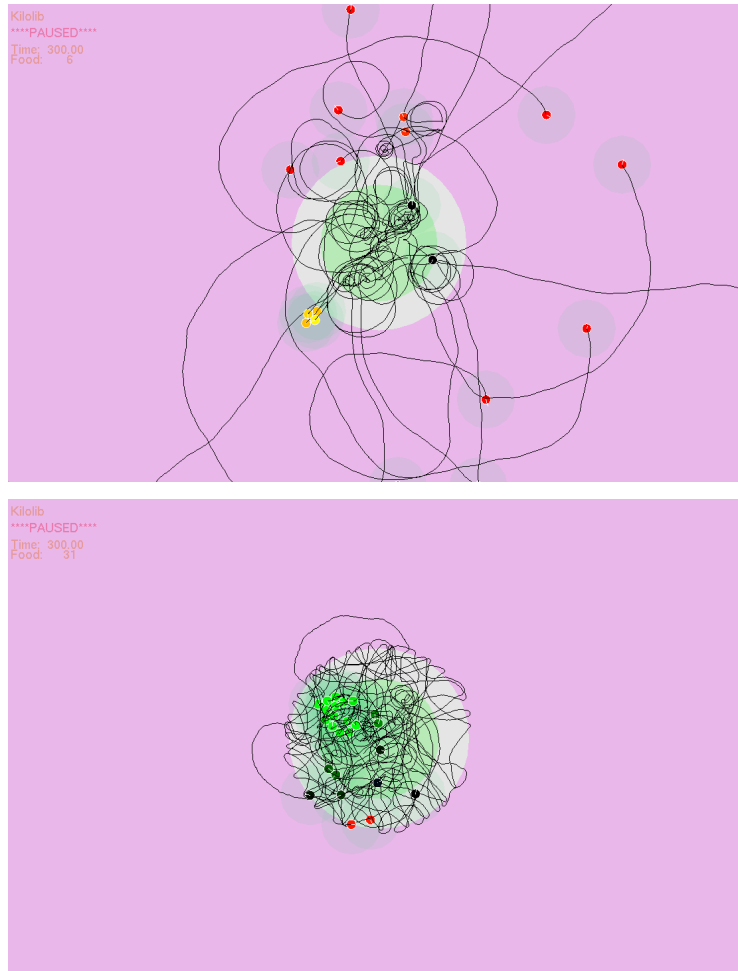 Kilolib
****PAUSED****
Time: 300.00
Food: 6
Kilolib
****PAUSED****
Time: 300.00
Food: 31